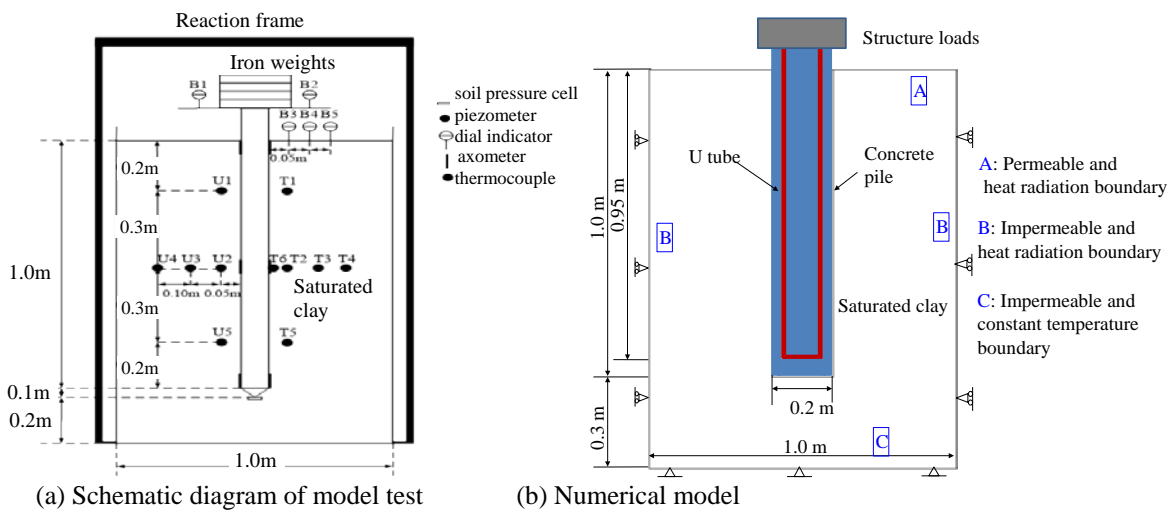 Reaction frame
Iron weights
B1
B2
B3 B4 B5
0.05m
soil pressure cell
piezometer
dial indicator
axometer
thermocouple
0.2m
U1
T1
0.3m
1.0m
U4 U3 U2
T6 T2 T3 T4
0.10m 0.05m
Saturated
clay
0.3m
U5
T5
0.2m
0.1m
0.2m
1.0m
(a) Schematic diagram of model test
Structure loads
A
1.0 m
0.95 m
U tube
Concrete
pile
B
B
Saturated clay
0.2 m
0.3 m
1.0 m
C
A: Permeable and
heat radiation boundary
B: Impermeable and
heat radiation boundary
C: Impermeable and
constant temperature
boundary
(b) Numerical model